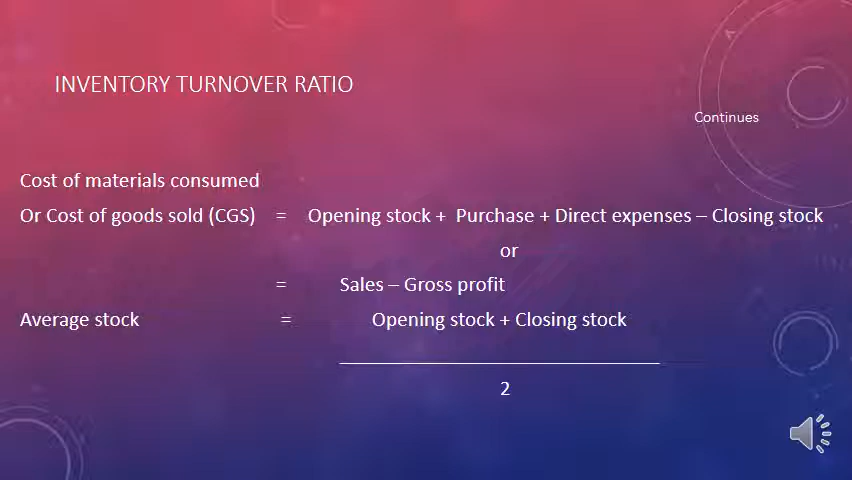 INVENTORY TURNOVER RATIO
Continues
Cost of materials consumed
Or Cost of goods sold (CGS) = Opening stock + Purchase + Direct expenses – Closing stock
or
= Sales – Gross profit
Average stock = Opening stock + Closing stock
2